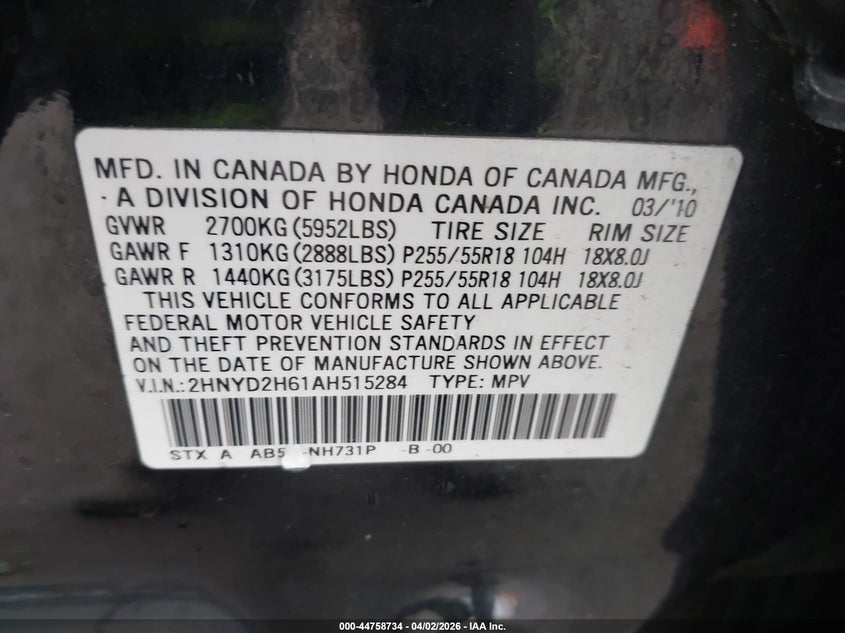 MFD. IN CANADA BY HONDA OF CANADA MFG.,
A DIVISION OF HONDA CANADA INC. 03/'10
GVWR 2700KG(5952LBS) TIRE SIZE RIM SIZE
GAWR F 1310KG(2888LBS) P255/55R18 104H 18X8.0J
GAWR R 1440KG(3175LBS) P255/55R18 104H 18X8.0J
THIS VEHICLE CONFORMS TO ALL APPLICABLE
FEDERAL MOTOR VEHICLE SAFETY
AND THEFT PREVENTION STANDARDS IN EFFECT
ON THE DATE OF MANUFACTURE SHOWN ABOVE.
V.I.N.:2HNYD2H61AH515284 TYPE: MPV
STX A NH731P -B -00
000-44758734 - 04/02/2026 - IAA Inc.